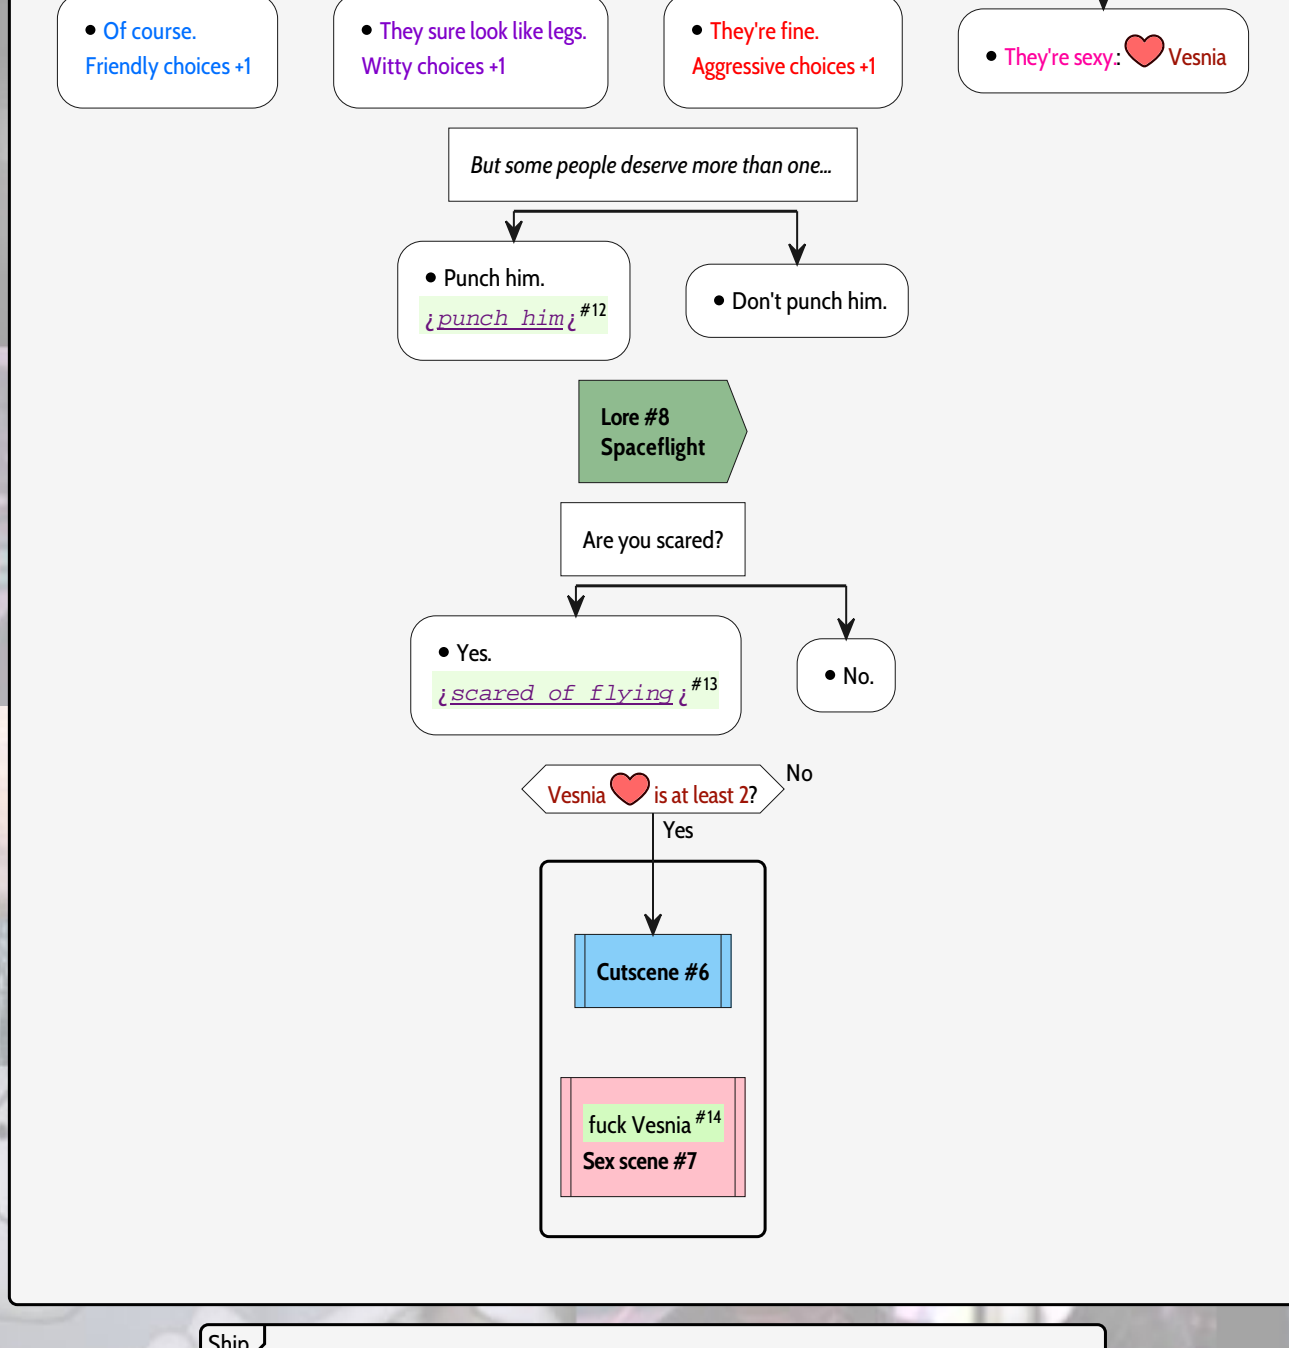 • Of course.
Friendly choices +1
• They sure look like legs.
Witty choices +1
• They're fine.
Aggressive choices +1
• They're sexy.: Vesnia
But some people deserve more than one...
• Punch him.
¿punch him¿ #12
• Don't punch him.
Lore #8
Spaceflight
Are you scared?
• Yes.
¿scared of flying¿ #13
• No.
Vesnia is at least 2?
No
Yes
Cutscene #6
fuck Vesnia #14
Sex scene #7
Ship